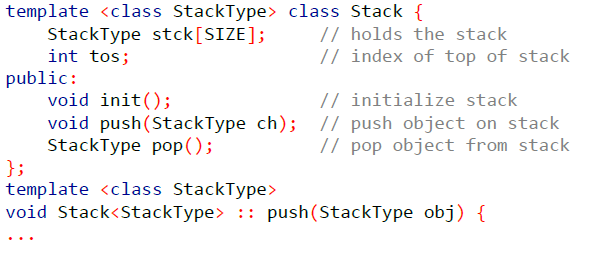 template <class StackType> class Stack {
    StackType stck[SIZE];     // holds the stack
    int tos;                  // index of top of stack
public:
    void init();              // initialize stack
    void push(StackType ch);  // push object on stack
    StackType pop();          // pop object from stack
};
template <class StackType>
void Stack<StackType> :: push(StackType obj) {
...